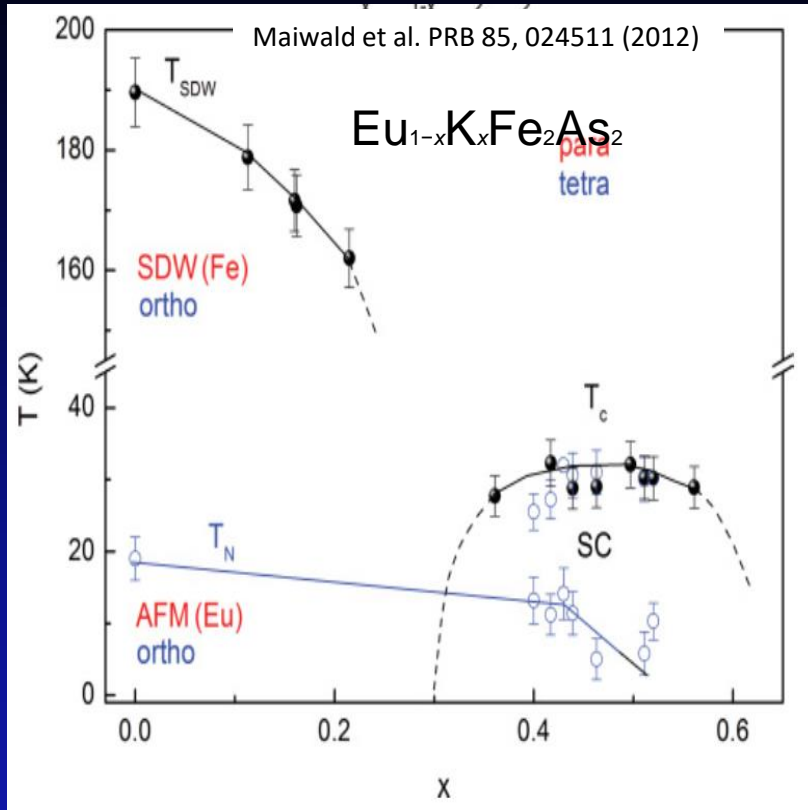 Maiwald et al. PRB 85, 024511 (2012)
Eu₁₋ₓKₓFe₂As₂
para
tetra
T_SDW
SDW (Fe)
ortho
T_c
SC
T_N
AFM (Eu)
ortho
T (K)
200
180
160
40
20
0
0.0 0.2 0.4 0.6
x